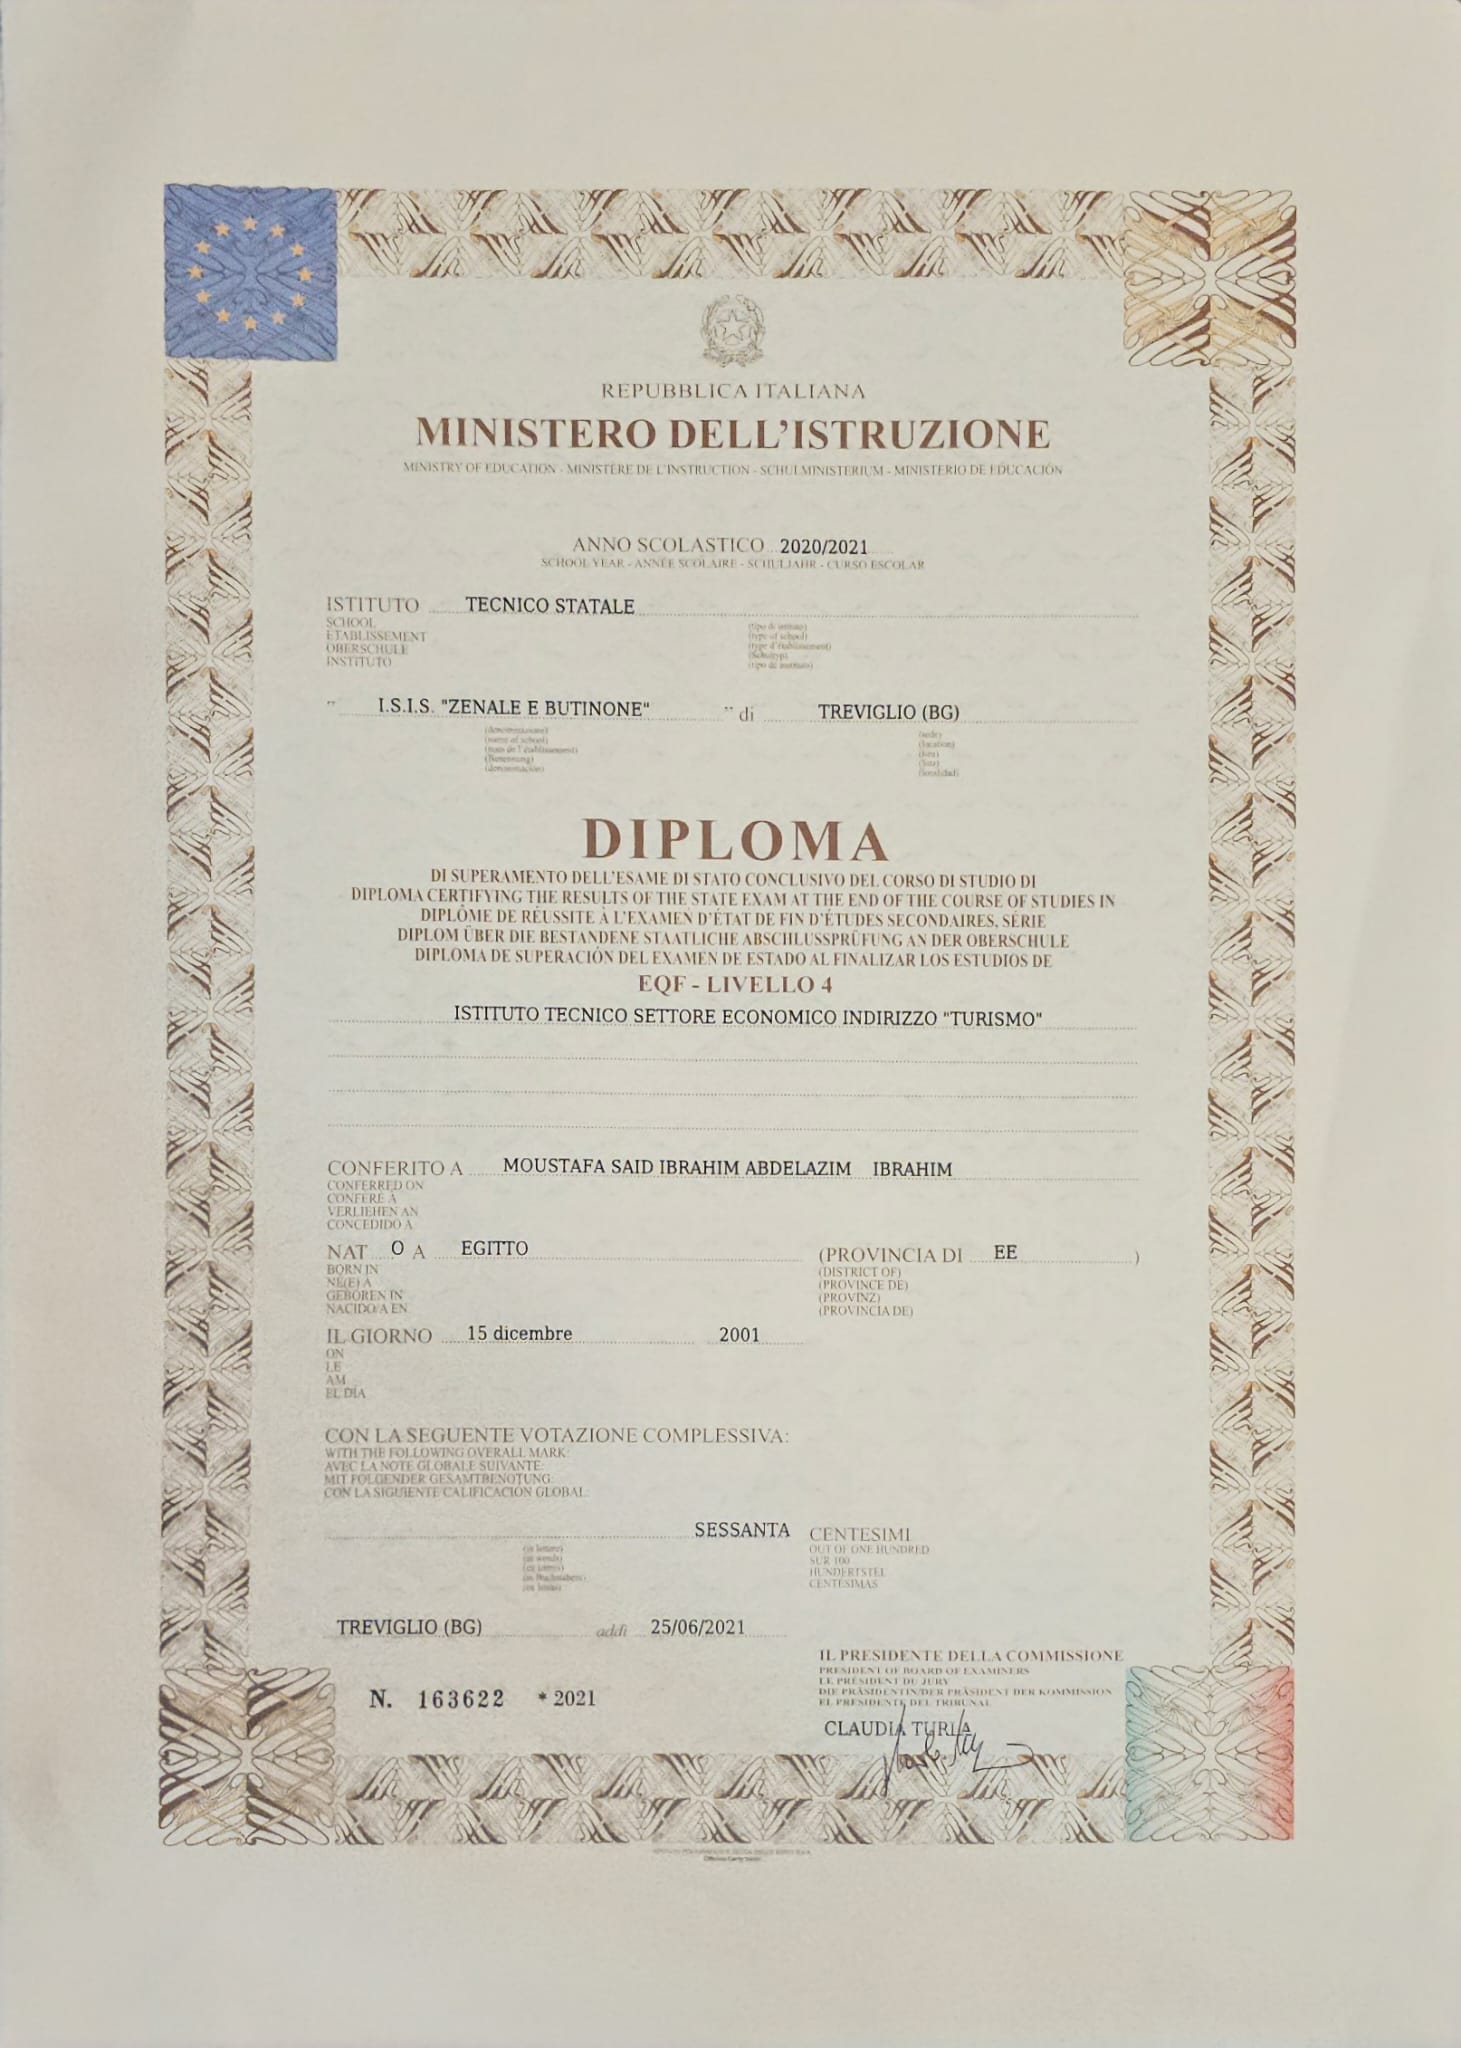 REPUBBLICA ITALIANA
MINISTERO DELL'ISTRUZIONE
MINISTRY OF EDUCATION - MINISTÈRE DE L'INSTRUCTION - SCHULMINISTERIUM - MINISTERIO DE EDUCACIÓN
ANNO SCOLASTICO 2020/2021
SCHOOL YEAR - ANNÉE SCOLAIRE - SCHULJAHR - CURSO ESCOLAR
ISTITUTO TECNICO STATALE
SCHOOL
ETABLISSEMENT
OBERSCHULE
INSTITUTO
(tipo di istituto)
(type of school)
(type d'établissement)
(Schultyp)
(tipo de instituto)
" I.S.I.S. "ZENALE E BUTINONE" " di TREVIGLIO (BG)
(denominazione)
(name of school)
(nom de l'établissement)
(Benennung)
(denominación)
(sede)
(location)
(lieu)
(localidad)
DIPLOMA
DI SUPERAMENTO DELL'ESAME DI STATO CONCLUSIVO DEL CORSO DI STUDIO DI
DIPLOMA CERTIFYING THE RESULTS OF THE STATE EXAM AT THE END OF THE COURSE OF STUDIES IN
DIPLÔME DE RÉUSSITE À L'EXAMEN D'ÉTAT DE FIN D'ÉTUDES SECONDAIRES, SÉRIE
DIPLOM ÜBER DIE BESTANDENE STAATLICHE ABSCHLUSSPRÜFUNG AN DER OBERSCHULE
DIPLOMA DE SUPERACIÓN DEL EXAMEN DE ESTADO AL FINALIZAR LOS ESTUDIOS DE
EQF - LIVELLO 4
ISTITUTO TECNICO SETTORE ECONOMICO INDIRIZZO "TURISMO"
CONFERITO A MOUSTAFA SAID IBRAHIM ABDELAZIM IBRAHIM
CONFERRED ON
CONFÉRÉ À
VERLIEHEN AN
CONCEDIDO A
NAT O A EGITTO (PROVINCIA DI EE )
BORN IN
NÉ(E) A
GEBOREN IN
NACIDO/A EN
(DISTRICT OF)
(PROVINCE DE)
(PROVINZ)
(PROVINCIA DE)
IL GIORNO 15 dicembre 2001
ON
LE
AM
EL DÍA
CON LA SEGUENTE VOTAZIONE COMPLESSIVA:
WITH THE FOLLOWING OVERALL MARK:
AVEC LA NOTE GLOBALE SUIVANTE:
MIT FOLGENDER GESAMTBENOTUNG:
CON LA SIGUIENTE CALIFICACIÓN GLOBAL:
SESSANTA CENTESIMI
OUT OF ONE HUNDRED
SUR 100
HUNDERTSTEL
CENTÉSIMAS
(in lettere)
(in words)
(en lettres)
(in Buchstaben)
(en letras)
TREVIGLIO (BG) addì 25/06/2021
IL PRESIDENTE DELLA COMMISSIONE
PRESIDENT OF BOARD OF EXAMINERS
LE PRÉSIDENT DU JURY
DIE PRÄSIDENTIN/DER PRÄSIDENT DER KOMMISSION
EL PRESIDENTE DEL TRIBUNAL
N. 163622 * 2021
CLAUDIA TURLA